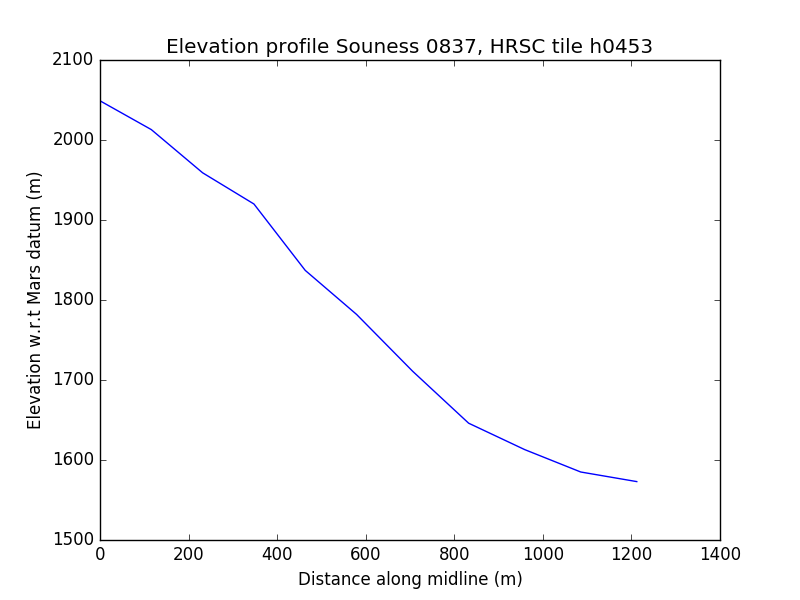 Elevation profile Souness 0837, HRSC tile h0453
2100
2000
1900
1800
1700
1600
1500
Elevation w.r.t Mars datum (m)
0 200 400 600 800 1000 1200 1400
Distance along midline (m)